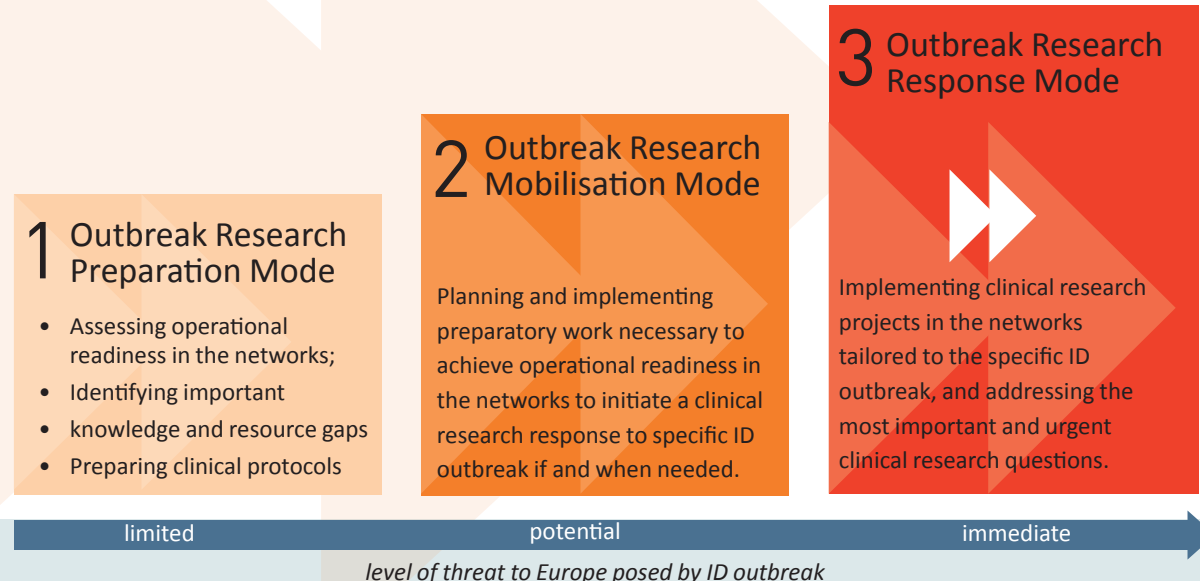 1 Outbreak Research
Preparation Mode
• Assessing operational
readiness in the networks;
• Identifying important
• knowledge and resource gaps
• Preparing clinical protocols
2 Outbreak Research
Mobilisation Mode
Planning and implementing
preparatory work necessary to
achieve operational readiness in
the networks to initiate a clinical
research response to specific ID
outbreak if and when needed.
3 Outbreak Research
Response Mode
Implementing clinical research
projects in the networks
tailored to the specific ID
outbreak, and addressing the
most important and urgent
clinical research questions.
limited
potential
immediate
level of threat to Europe posed by ID outbreak